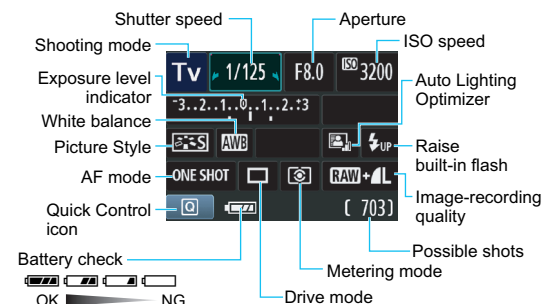 Shutter speed
Aperture
Shooting mode
ISO speed
Tv 1/125 F8.0 ISO 3200
Exposure level
indicator
-3..2..1..0..1..2.+3
Auto Lighting
Optimizer
White balance
Picture Style
S AWB UP
Raise
built-in flash
AF mode
ONE SHOT RAW+L
Image-recording
quality
Quick Control
icon
Q [ 703]
Possible shots
Battery check
Metering mode
OK NG
Drive mode